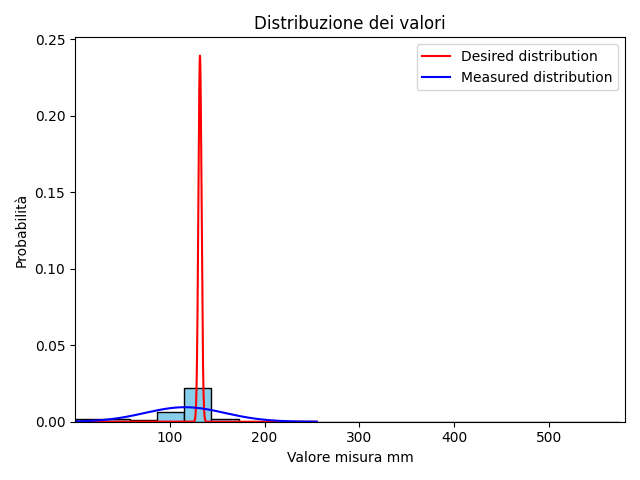 Distribuzione dei valori
Desired distribution
Measured distribution
Probabilità
0.25
0.20
0.15
0.10
0.05
0.00
100
200
300
400
500
Valore misura mm